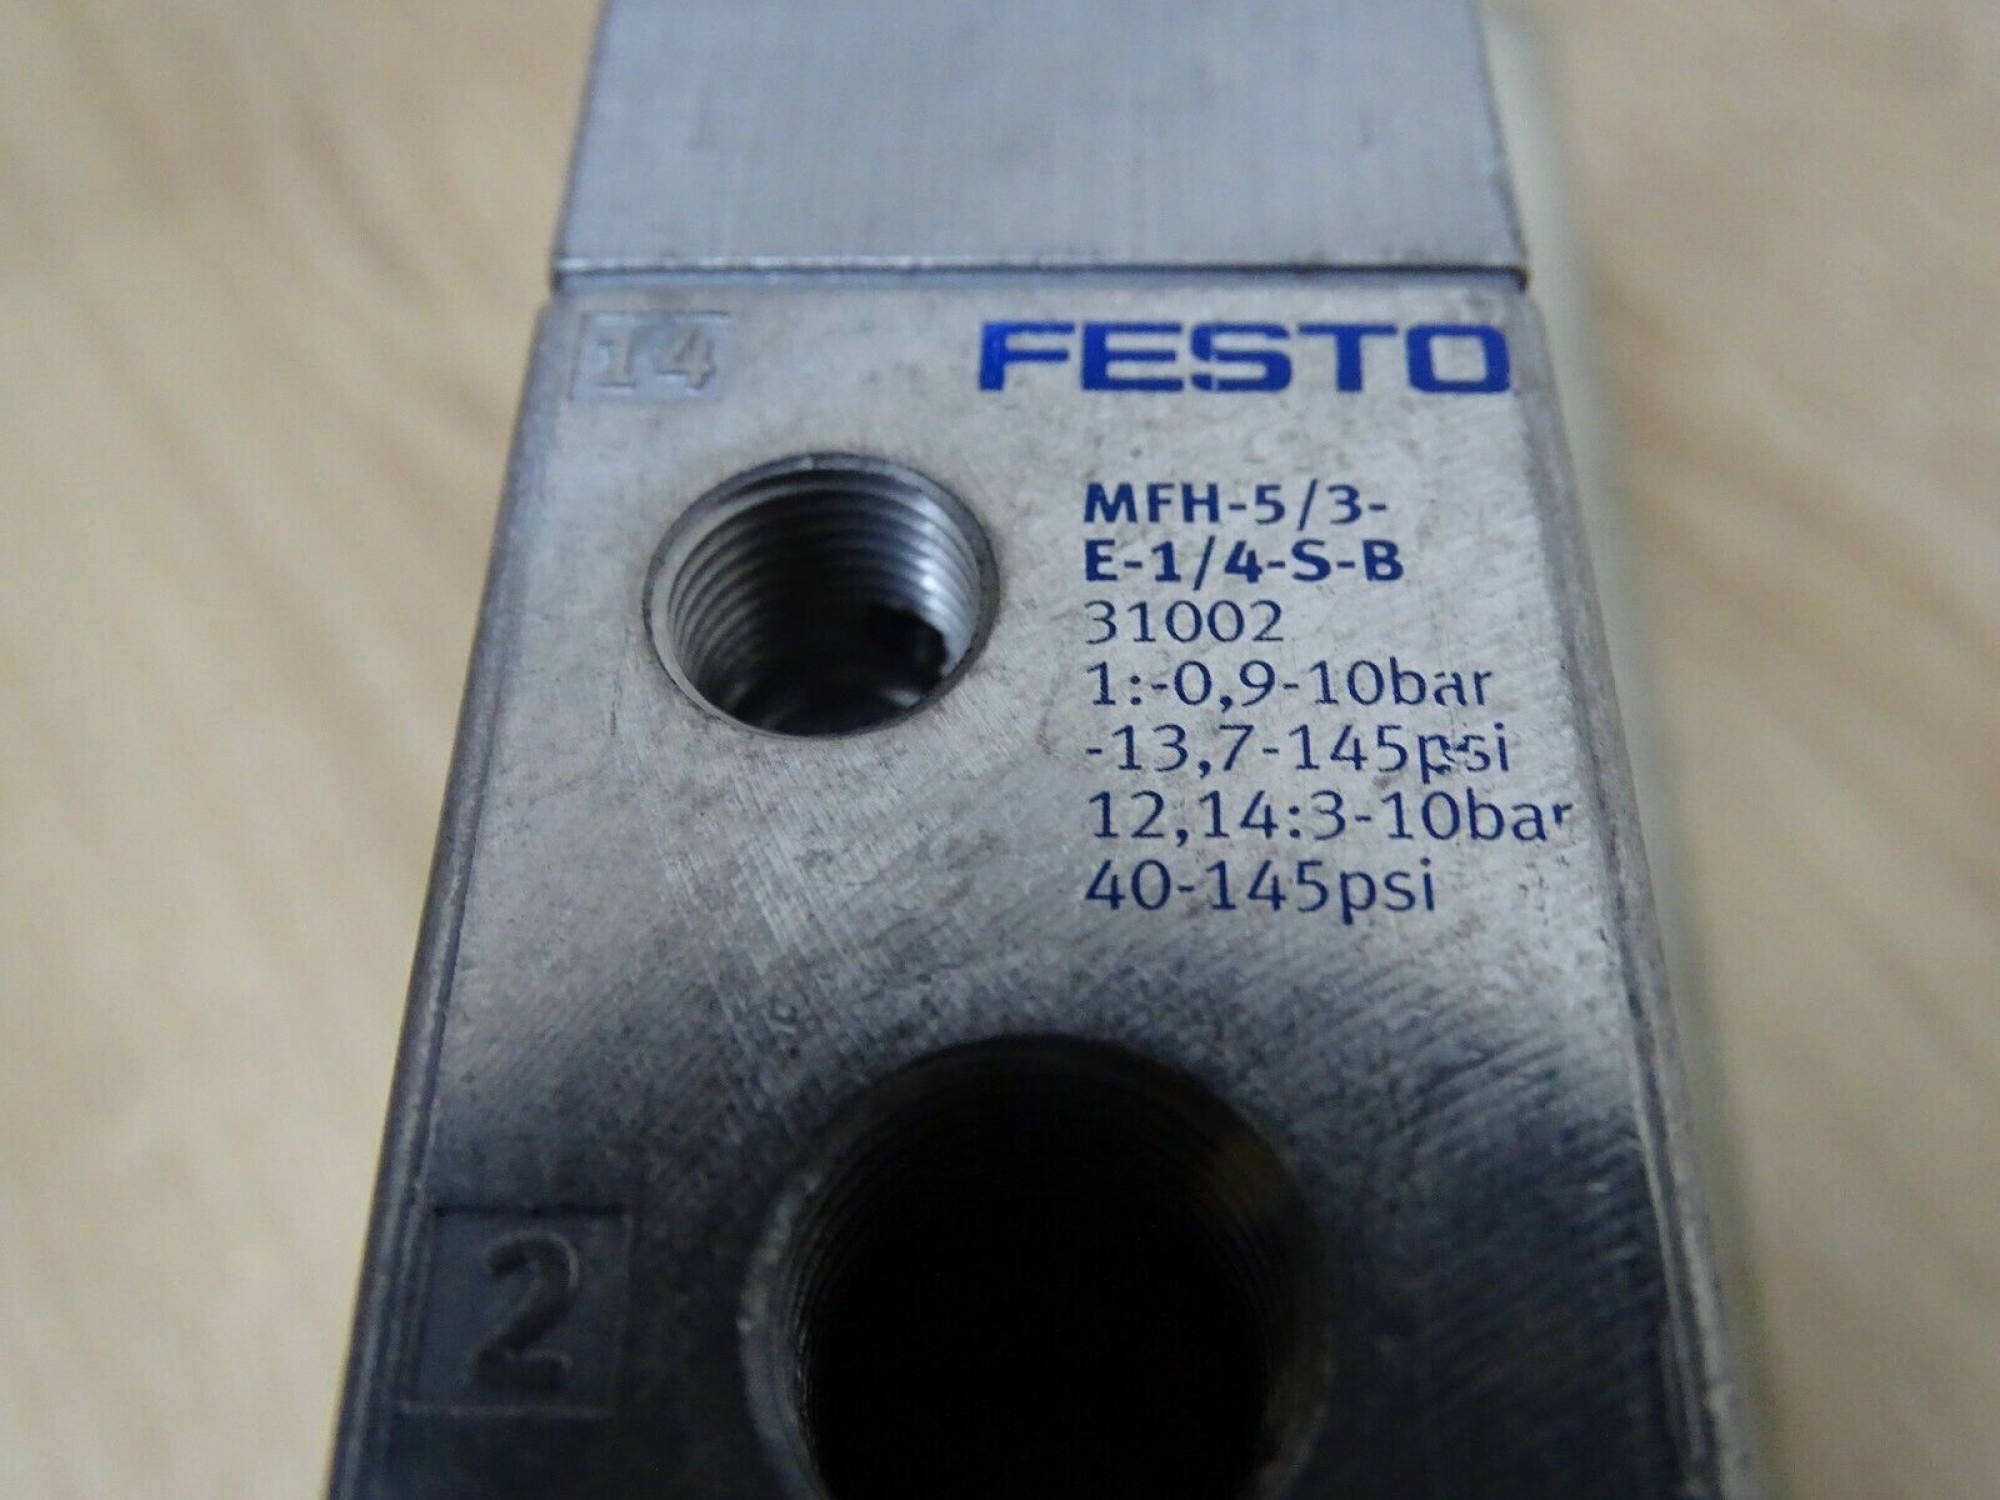 14
FESTO
MFH-5/3-
E-1/4-S-B
31002
1:-0,9-10bar
-13,7-145psi
12,14:3-10bar
40-145psi
2